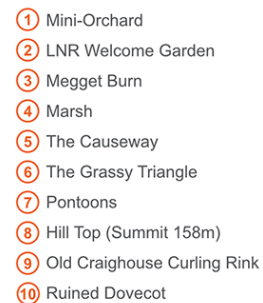 1 Mini-Orchard
2 LNR Welcome Garden
3 Megget Burn
4 Marsh
5 The Causeway
6 The Grassy Triangle
7 Pontoons
8 Hill Top (Summit 158m)
9 Old Craighouse Curling Rink
10 Ruined Dovecot